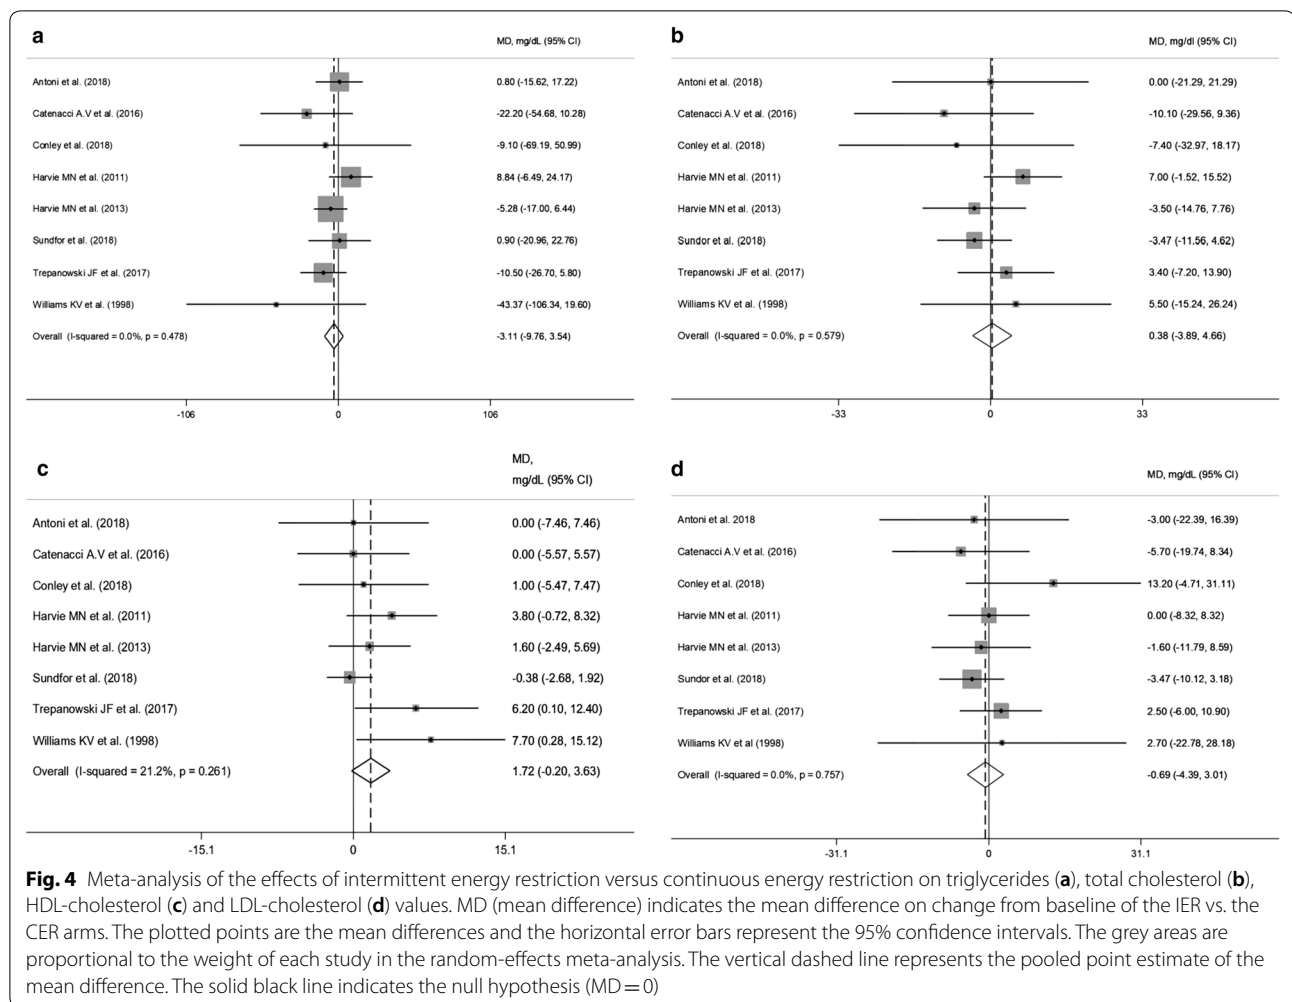 a
MD, mg/dL (95% CI)
Antoni et al. (2018) 0.80 (-15.62, 17.22)
Catenacci A.V et al. (2016) -22.20 (-54.68, 10.28)
Conley et al. (2018) -9.10 (-69.19, 50.99)
Harvie MN et al. (2011) 8.84 (-6.49, 24.17)
Harvie MN et al. (2013) -5.28 (-17.00, 6.44)
Sundfor et al. (2018) 0.90 (-20.96, 22.76)
Trepanowski JF et al. (2017) -10.50 (-26.70, 5.80)
Williams KV et al. (1998) -43.37 (-106.34, 19.60)
Overall (I-squared = 0.0%, p = 0.478) -3.11 (-9.76, 3.54)
-106 0 106
b
MD, mg/dl (95% CI)
Antoni et al. (2018) 0.00 (-21.29, 21.29)
Catenacci A.V et al. (2016) -10.10 (-29.56, 9.36)
Conley et al. (2018) -7.40 (-32.97, 18.17)
Harvie MN et al. (2011) 7.00 (-1.52, 15.52)
Harvie MN et al. (2013) -3.50 (-14.76, 7.76)
Sundor et al. (2018) -3.47 (-11.56, 4.62)
Trepanowski JF et al. (2017) 3.40 (-7.20, 13.90)
Williams KV et al. (1998) 5.50 (-15.24, 26.24)
Overall (I-squared = 0.0%, p = 0.579) 0.38 (-3.89, 4.66)
-33 0 33
c
MD,
mg/dL (95% CI)
Antoni et al. (2018) 0.00 (-7.46, 7.46)
Catenacci A.V et al. (2016) 0.00 (-5.57, 5.57)
Conley et al. (2018) 1.00 (-5.47, 7.47)
Harvie MN et al. (2011) 3.80 (-0.72, 8.32)
Harvie MN et al. (2013) 1.60 (-2.49, 5.69)
Sundfor et al. (2018) -0.38 (-2.68, 1.92)
Trepanowski JF et al. (2017) 6.20 (0.10, 12.40)
Williams KV et al. (1998) 7.70 (0.28, 15.12)
Overall (I-squared = 21.2%, p = 0.261) 1.72 (-0.20, 3.63)
-15.1 0 15.1
d
MD, mg/dL (95% CI)
Antoni et al. 2018 -3.00 (-22.39, 16.39)
Catenacci A.V et al. (2016) -5.70 (-19.74, 8.34)
Conley et al. (2018) 13.20 (-4.71, 31.11)
Harvie MN et al. (2011) 0.00 (-8.32, 8.32)
Harvie MN et al. (2013) -1.60 (-11.79, 8.59)
Sundor et al. (2018) -3.47 (-10.12, 3.18)
Trepanowski JF et al. (2017) 2.50 (-6.00, 10.90)
Williams KV et al (1998) 2.70 (-22.78, 28.18)
Overall (I-squared = 0.0%, p = 0.757) -0.69 (-4.39, 3.01)
-31.1 0 31.1
Fig. 4 Meta-analysis of the effects of intermittent energy restriction versus continuous energy restriction on triglycerides (a), total cholesterol (b),
HDL-cholesterol (c) and LDL-cholesterol (d) values. MD (mean difference) indicates the mean difference on change from baseline of the IER vs. the
CER arms. The plotted points are the mean differences and the horizontal error bars represent the 95% confidence intervals. The grey areas are
proportional to the weight of each study in the random-effects meta-analysis. The vertical dashed line represents the pooled point estimate of the
mean difference. The solid black line indicates the null hypothesis (MD = 0)